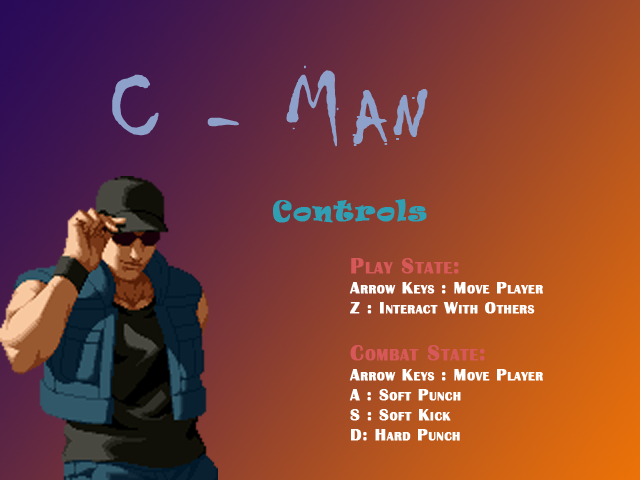 C - Man
Controls
Play State:
Arrow Keys : Move Player
Z : Interact With Others
Combat State:
Arrow Keys : Move Player
A : Soft Punch
S : Soft Kick
D: Hard Punch